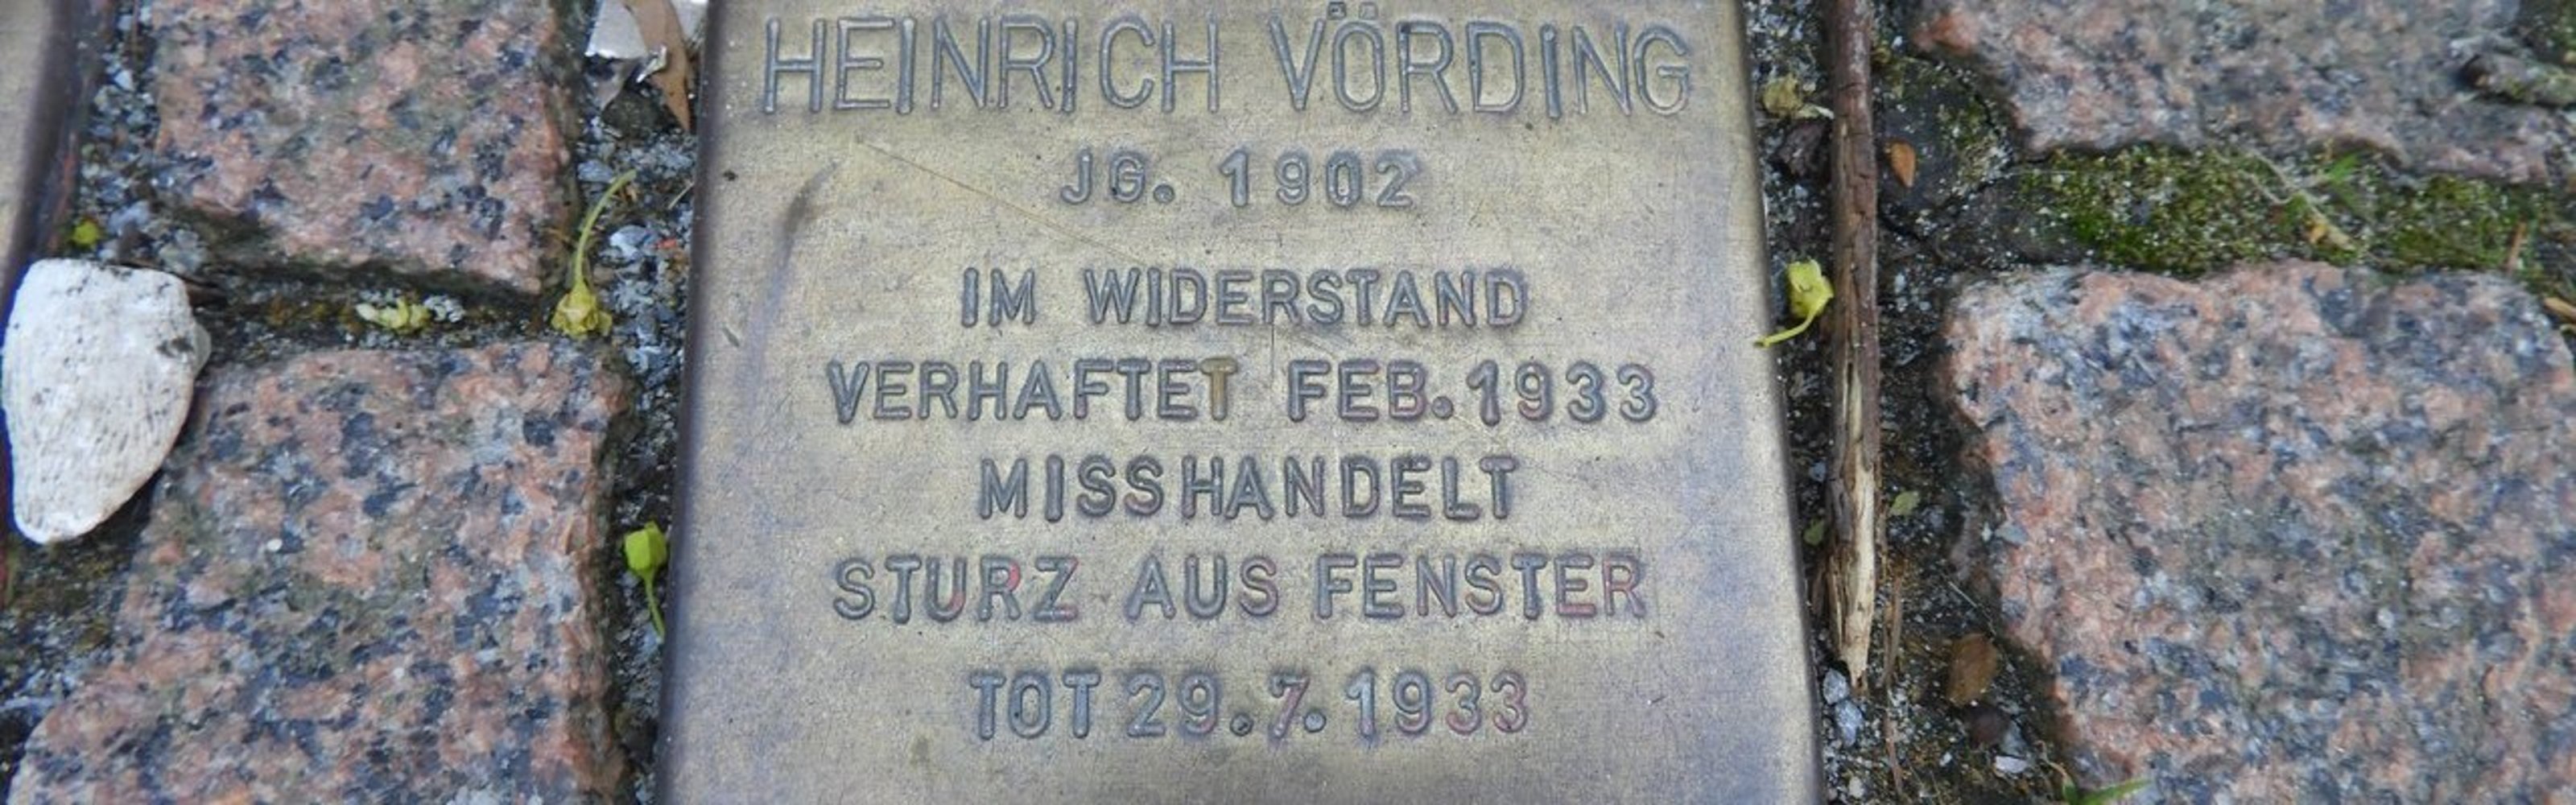 HEINRICH VÖRDING
JG. 1902
IM WIDERSTAND
VERHAFTET FEB. 1933
MISSHANDELT
STURZ AUS FENSTER
TOT 29.7.1933